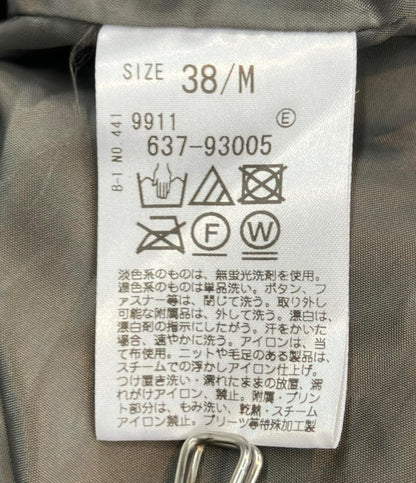 SIZE 38/M
B-I NO 441
9911 Ⓔ
637-93005
F W
淡色系のものは、無蛍光洗剤を使用。
濃色系のものは単品洗い。ボタン、フ
ァスナー等は、閉じて洗う。取り外し
可能な附属品は、外して洗う。漂白は、
漂白剤の指示にしたがう。汗をかいた
場合、速やかに洗う。アイロンは、当
て布使用。ニットや毛足のある製品は、
スチームでの浮かしアイロン仕上げ。
つけ置き洗い・濡れたままの放置、濡
れがけアイロン、禁止。附属・プリン
ト部分は、もみ洗い、乾熱・スチーム
アイロン禁止。プリーツ等特殊加工製